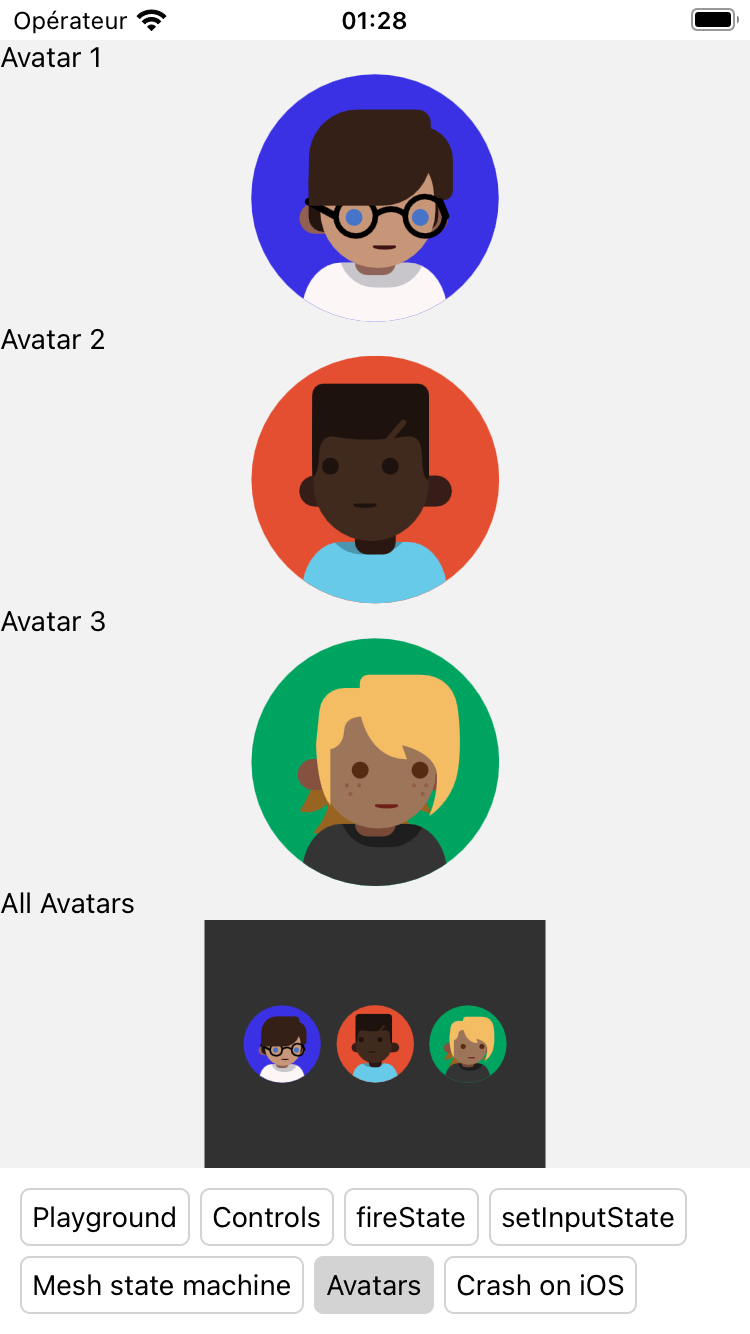 Opérateur 01:28
Avatar 1
Avatar 2
Avatar 3
All Avatars
Playground Controls fireState setInputState
Mesh state machine Avatars Crash on iOS